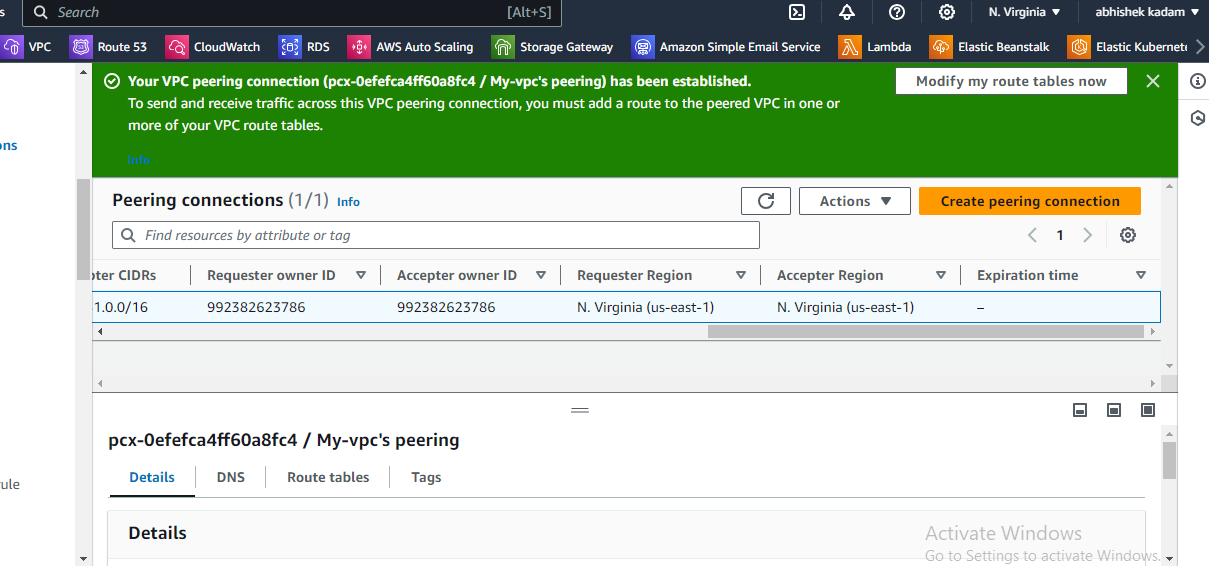 s Search [Alt+S] N. Virginia ▼ abhishek kadam ▼
VPC Route 53 CloudWatch RDS AWS Auto Scaling Storage Gateway Amazon Simple Email Service Lambda Elastic Beanstalk Elastic Kubernete
Your VPC peering connection (pcx-0efefca4ff60a8fc4 / My-vpc's peering) has been established. Modify my route tables now
To send and receive traffic across this VPC peering connection, you must add a route to the peered VPC in one or
more of your VPC route tables.
ons
Info
Peering connections (1/1) Info Actions ▼ Create peering connection
Find resources by attribute or tag 1
oter CIDRs Requester owner ID Accepter owner ID Requester Region Accepter Region Expiration time
1.0.0/16 992382623786 992382623786 N. Virginia (us-east-1) N. Virginia (us-east-1) –
pcx-0efefca4ff60a8fc4 / My-vpc's peering
Details DNS Route tables Tags
rule
Details
Activate Windows
Go to Settings to activate Windows.